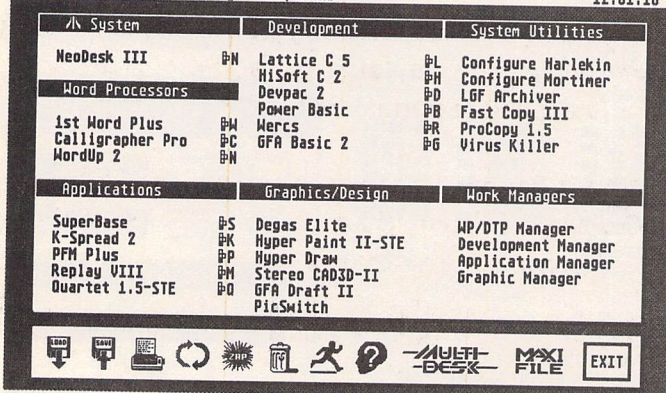 System
NeoDesk III N
Word Processors
1st Word Plus W
Calligrapher Pro C
WordUp 2 N
Development
Lattice C 5 L
HiSoft C 2 H
Devpac 2 D
Power Basic B
Wercs R
GFA Basic 2 G
System Utilities
Configure Harlekin
Configure Mortimer
LGF Archiver
Fast Copy III
ProCopy 1.5
Virus Killer
Applications
SuperBase S
K-Spread 2 K
PFM Plus P
Replay VIII M
Quartet 1.5-STE Q
Graphics/Design
Degas Elite
Hyper Paint II-STE
Hyper Draw
Stereo CAD3D-II
GFA Draft II
PicSwitch
Work Managers
WP/DTP Manager
Development Manager
Application Manager
Graphic Manager
LOAD
SAVE
ZAP
?
MULTI-
DESK
MAXI
FILE
EXIT